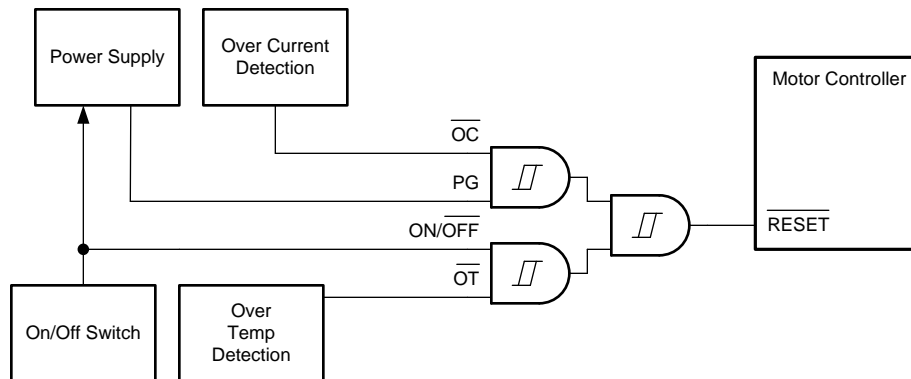 Power Supply
Over Current
Detection
Motor Controller
OC
PG
ON/OFF
OT
RESET
On/Off Switch
Over
Temp
Detection